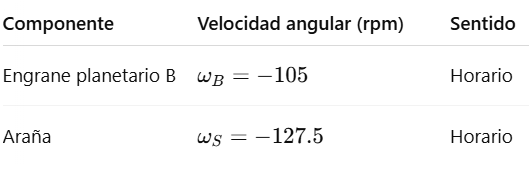 Componente Velocidad angular (rpm) Sentido
Engrane planetario B ω_B = −105 Horario
Araña ω_S = −127.5 Horario